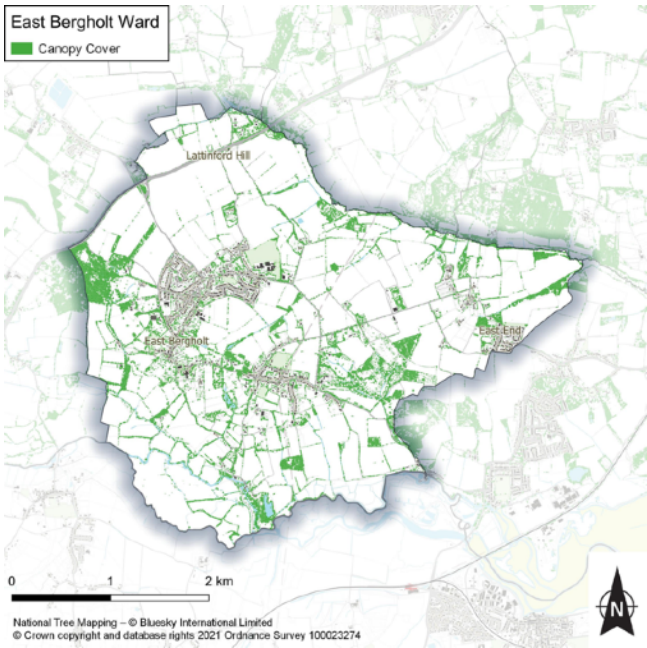 East Bergholt Ward
Canopy Cover
Lattinford Hill
East End
East Bergholt
0 1 2 km
N
National Tree Mapping – © Bluesky International Limited
© Crown copyright and database rights 2021 Ordnance Survey 100023274